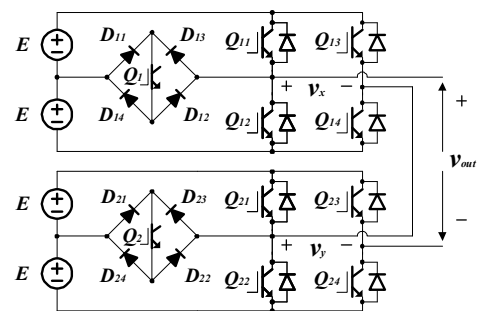 D11 D13 Q11 Q13
E
Q1 + vx −
D14 D12 Q12 Q14
E
+
vout
−
D21 D23 Q21 Q23
E
Q2 + vy −
D24 D22 Q22 Q24
E